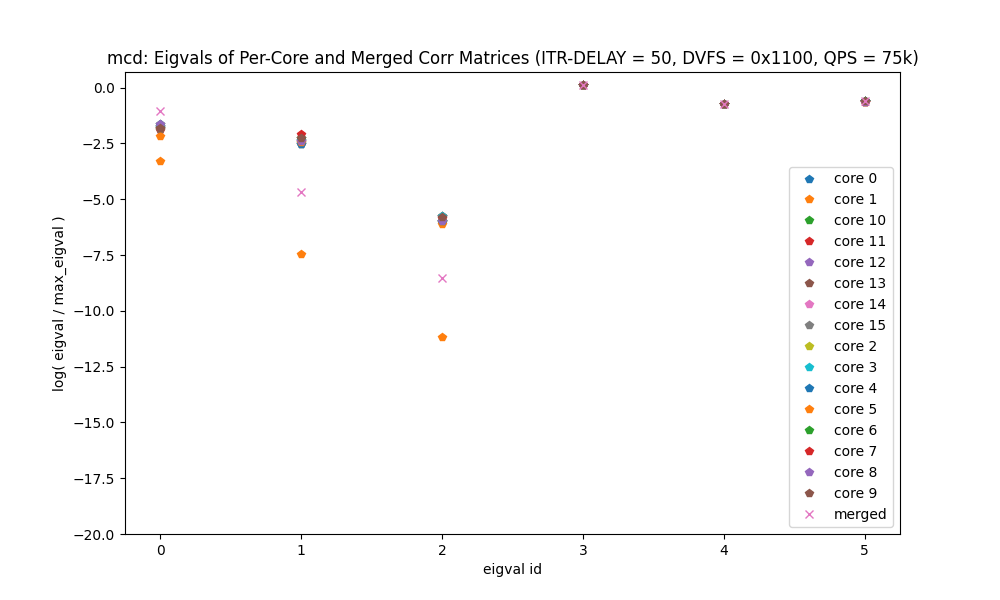 mcd: Eigvals of Per-Core and Merged Corr Matrices (ITR-DELAY = 50, DVFS = 0x1100, QPS = 75k)
log( eigval / max_eigval )
0.0
−2.5
−5.0
−7.5
−10.0
−12.5
−15.0
−17.5
−20.0
core 0
core 1
core 10
core 11
core 12
core 13
core 14
core 15
core 2
core 3
core 4
core 5
core 6
core 7
core 8
core 9
merged
0 1 2 3 4 5
eigval id